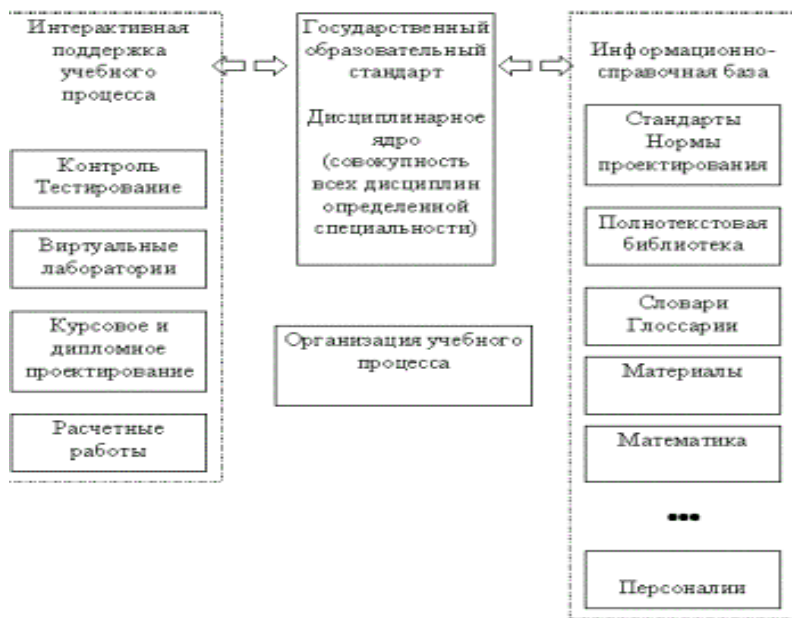 Интерактивная
поддержка
учебного
процесса
Контроль
Тестирование
Виртуальные
лаборатории
Курсовое и
дипломное
проектирование
Расчетные
работы
Государственный
образовательный
стандарт
Дисциплинарное
ядро
(совокупность
всех дисциплин
определенной
специальности)
Организация учебного
процесса
Информационно-
справочная база
Стандарты
Нормы
проектирования
Полнотекстовая
библиотека
Словари
Глоссарии
Материалы
Математика
•••
Персоналии